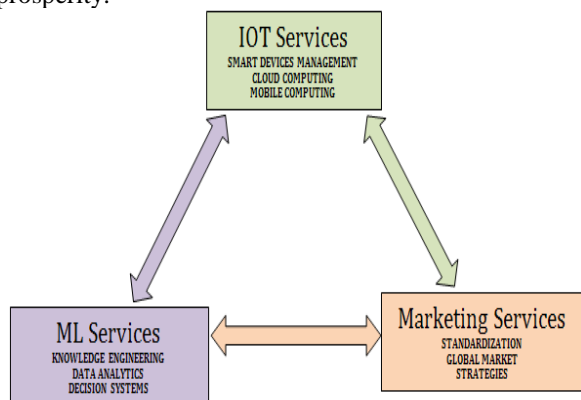 prosperity.
IOT Services
SMART DEVICES MANAGEMENT
CLOUD COMPUTING
MOBILE COMPUTING
ML Services
KNOWLEDGE ENGINEERING
DATA ANALYTICS
DECISION SYSTEMS
Marketing Services
STANDARDIZATION
GLOBAL MARKET
STRATEGIES